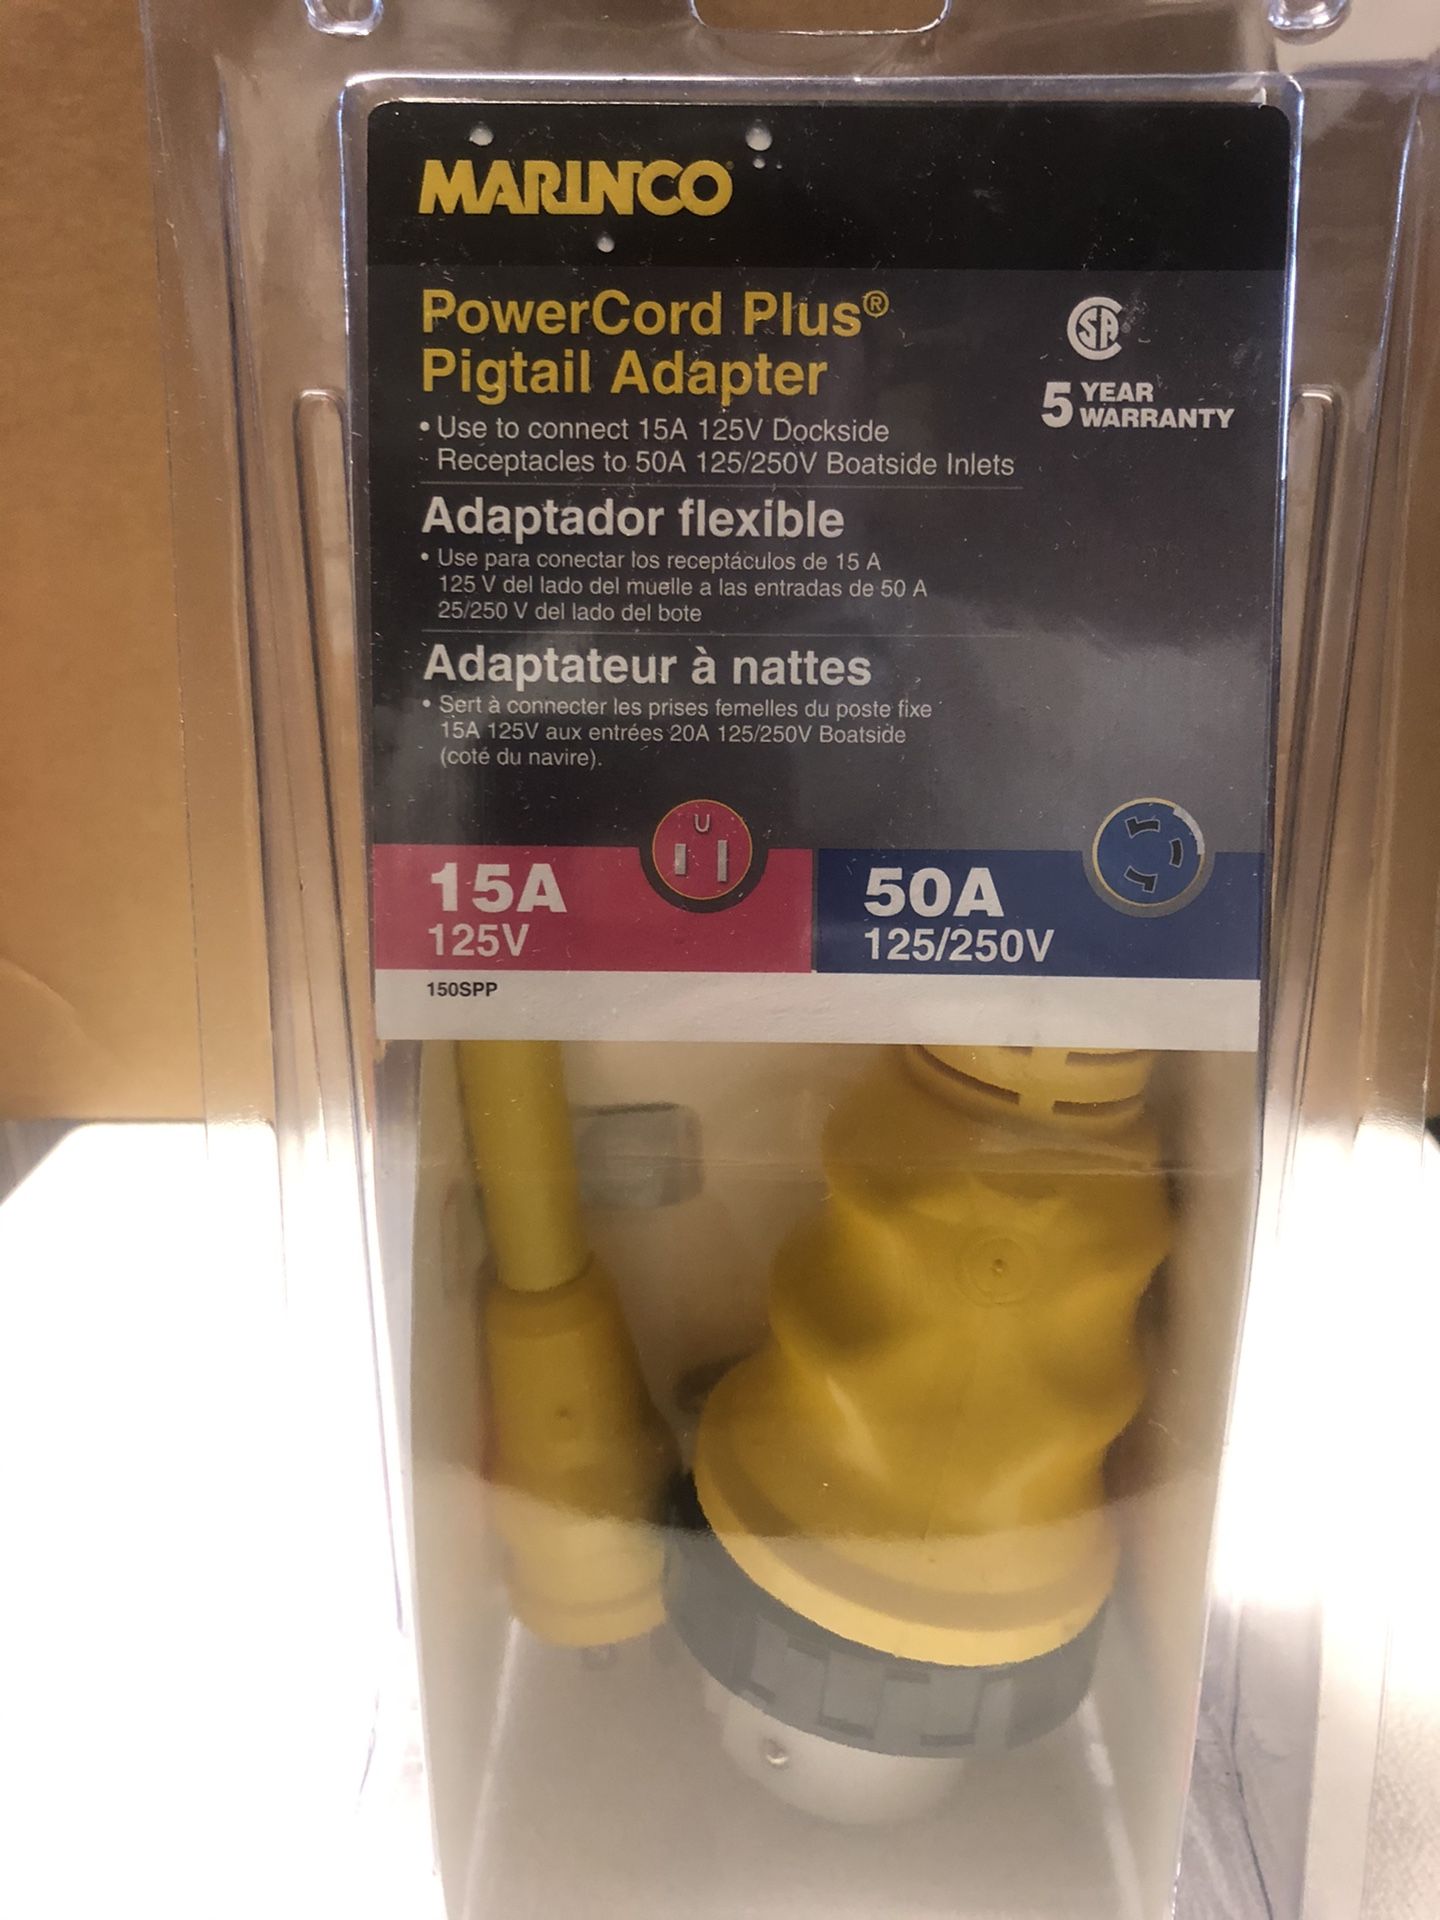 MARINCO
PowerCord Plus®
Pigtail Adapter
• Use to connect 15A 125V Dockside
Receptacles to 50A 125/250V Boatside Inlets
SA
5 YEAR
WARRANTY
Adaptador flexible
• Use para conectar los receptáculos de 15 A
125 V del lado del muelle a las entradas de 50 A
25/250 V del lado del bote
Adaptateur à nattes
• Sert à connecter les prises femelles du poste fixe
15A 125V aux entrées 20A 125/250V Boatside
(coté du navire).
15A
125V
50A
125/250V
150SPP